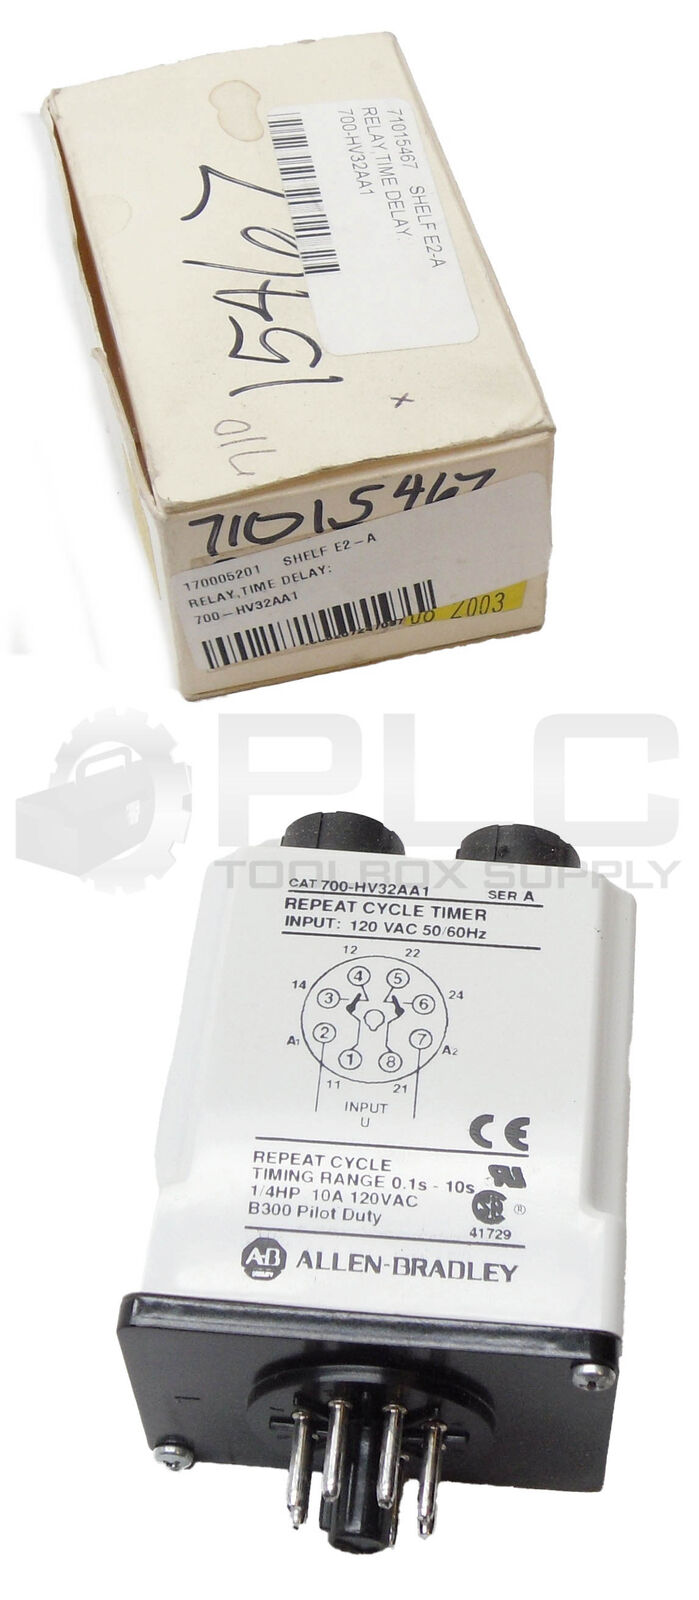 71015467 SHELF E2-A
RELAY,TIME DELAY:
700-HV32AA1
15467
710
71015467
170005201 SHELF E2-A
RELAY,TIME DELAY:
700-HV32AA1
06 2003
PLC
TOOLBOX SUPPLY
CAT 700-HV32AA1 SER A
REPEAT CYCLE TIMER
INPUT: 120 VAC 50/60Hz
12 22
4 5
14 3 6 24
A1 2 7 A2
1 8
11 21
INPUT
U
CE
REPEAT CYCLE
TIMING RANGE 0.1s - 10s
1/4HP 10A 120VAC
B300 Pilot Duty
®
41729
AB ALLEN-BRADLEY